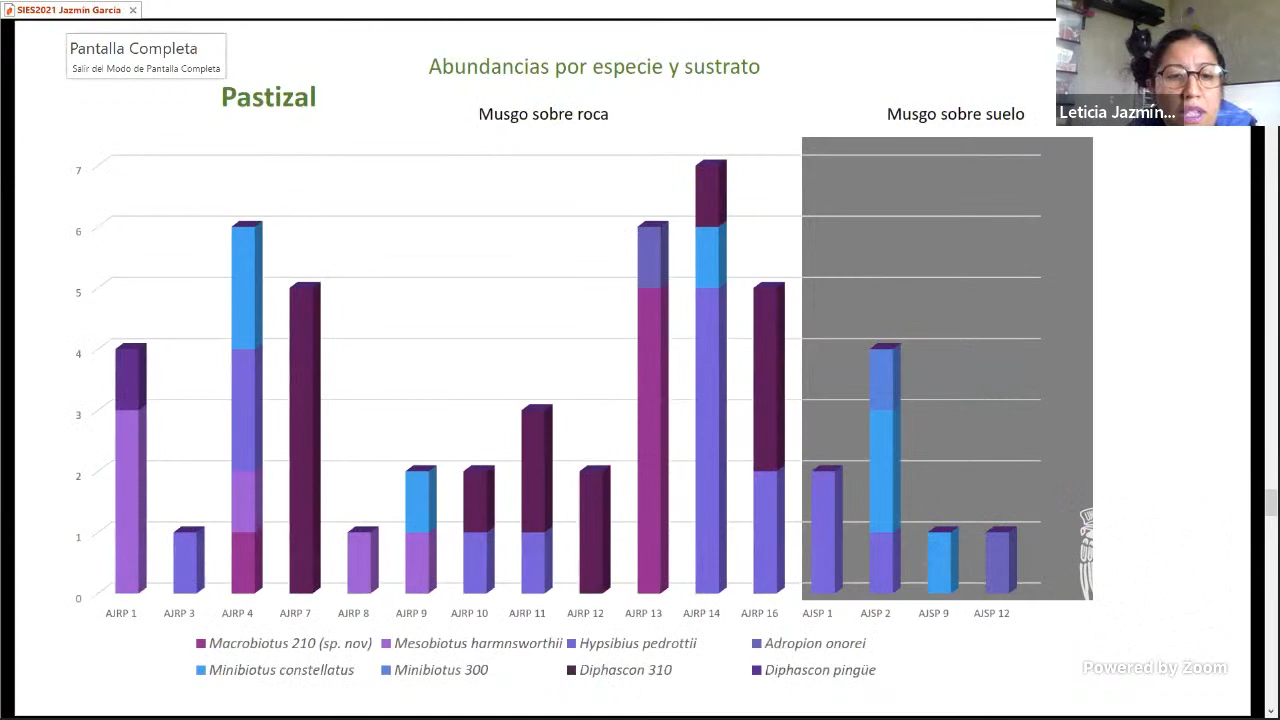 SIES2021 Jazmín García
Pantalla Completa
Salir del Modo de Pantalla Completa
Abundancias por especie y sustrato
Pastizal
Musgo sobre roca
Musgo sobre suelo
Leticia Jazmín...
7
6
5
4
3
2
1
0
AJRP 1 AJRP 3 AJRP 4 AJRP 7 AJRP 8 AJRP 9 AJRP 10 AJRP 11 AJRP 12 AJRP 13 AJRP 14 AJRP 16 AJSP 1 AJSP 2 AJSP 9 AJSP 12
Macrobiotus 210 (sp. nov) Mesobiotus harmnsworthii Hypsibius pedrottii Adropion onorei
Minibiotus constellatus Minibiotus 300 Diphascon 310 Diphascon pingüe
Powered by Zoom